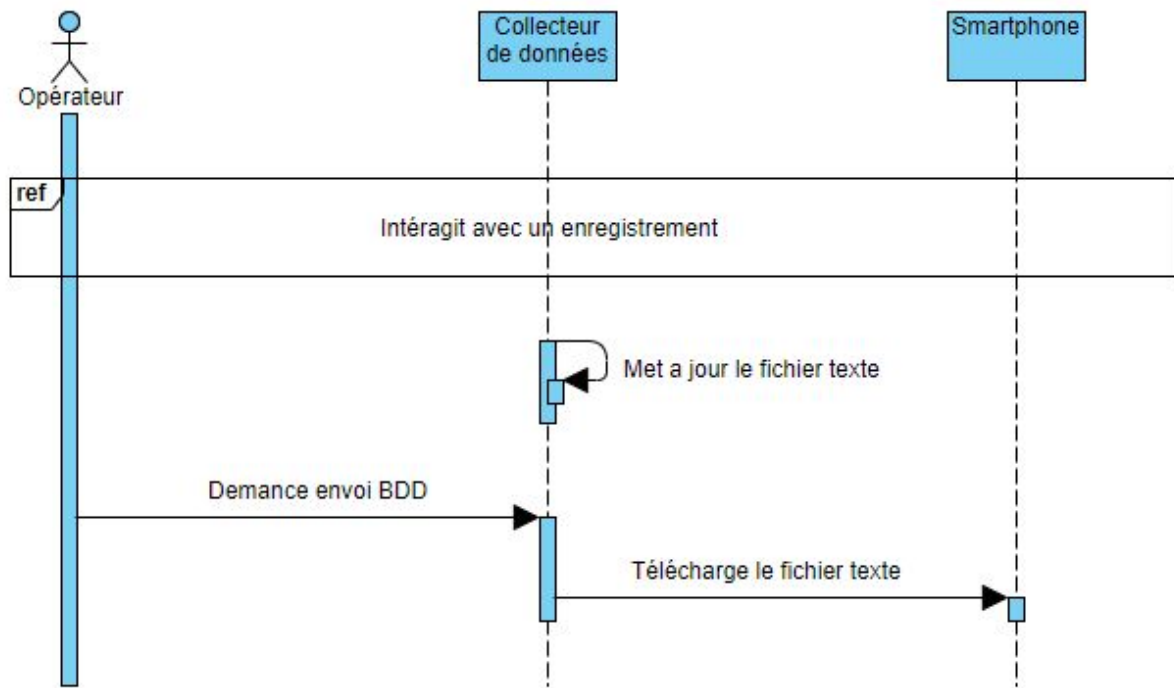 Collecteur
de données
Smartphone
Opérateur
ref
Intéragit avec un enregistrement
Met a jour le fichier texte
Demance envoi BDD
Télécharge le fichier texte